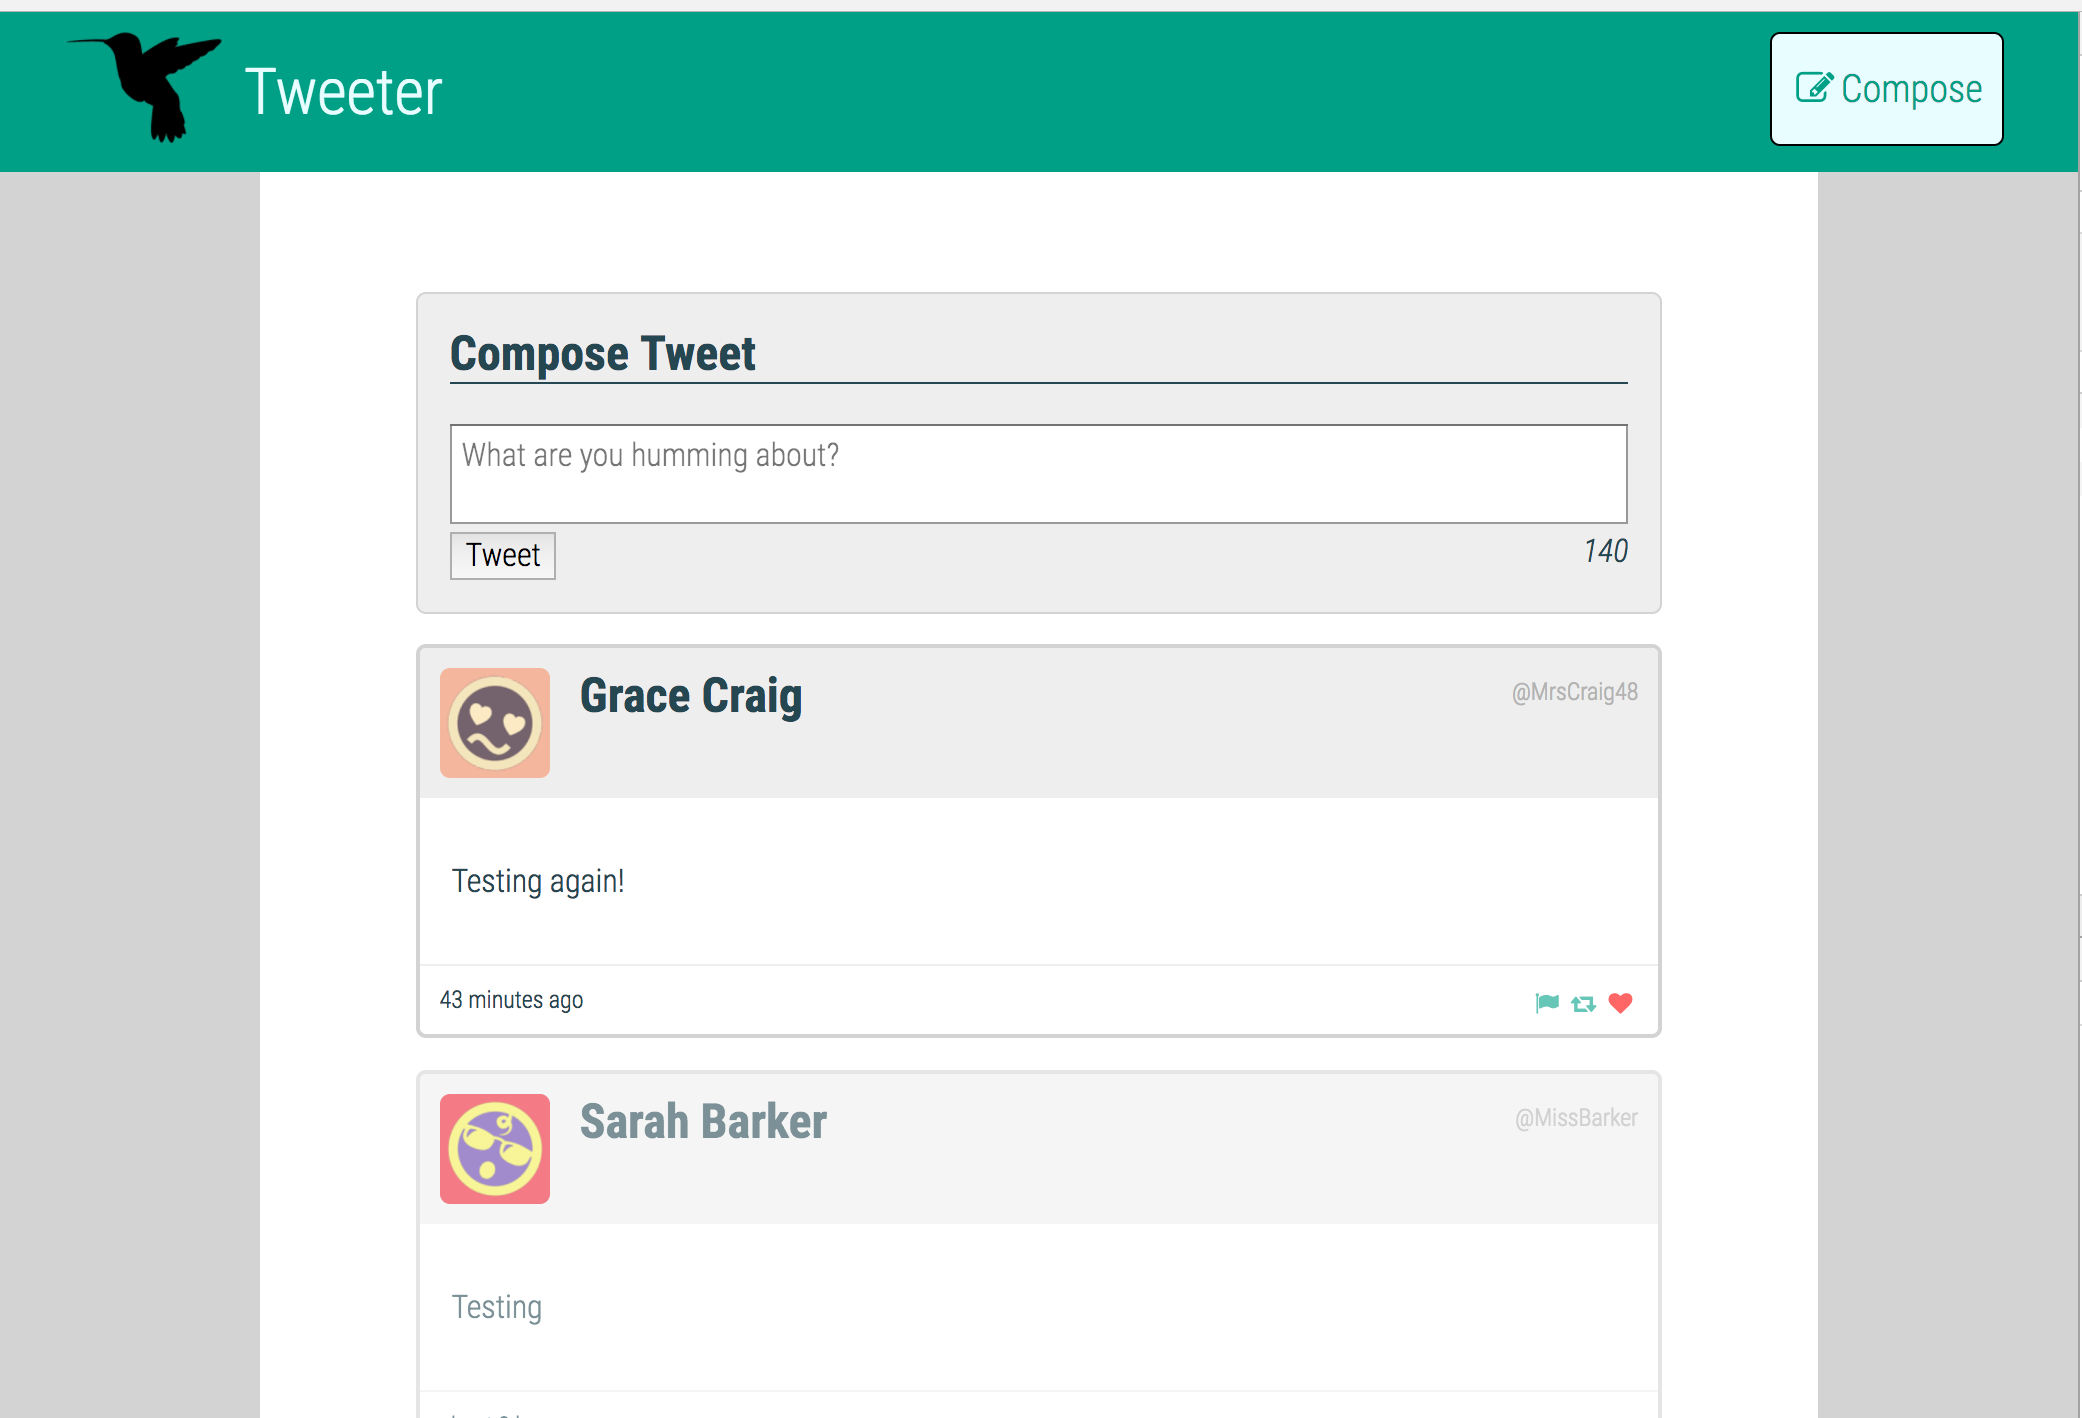 Tweeter
Compose
Compose Tweet
What are you humming about?
Tweet
140
Grace Craig
@MrsCraig48
Testing again!
43 minutes ago
Sarah Barker
@MissBarker
Testing